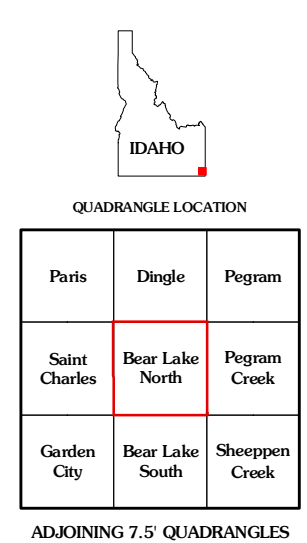 IDAHO
QUADRANGLE LOCATION
Paris Dingle Pegram
Saint Charles Bear Lake North Pegram Creek
Garden City Bear Lake South Sheeppen Creek
ADJOINING 7.5' QUADRANGLES